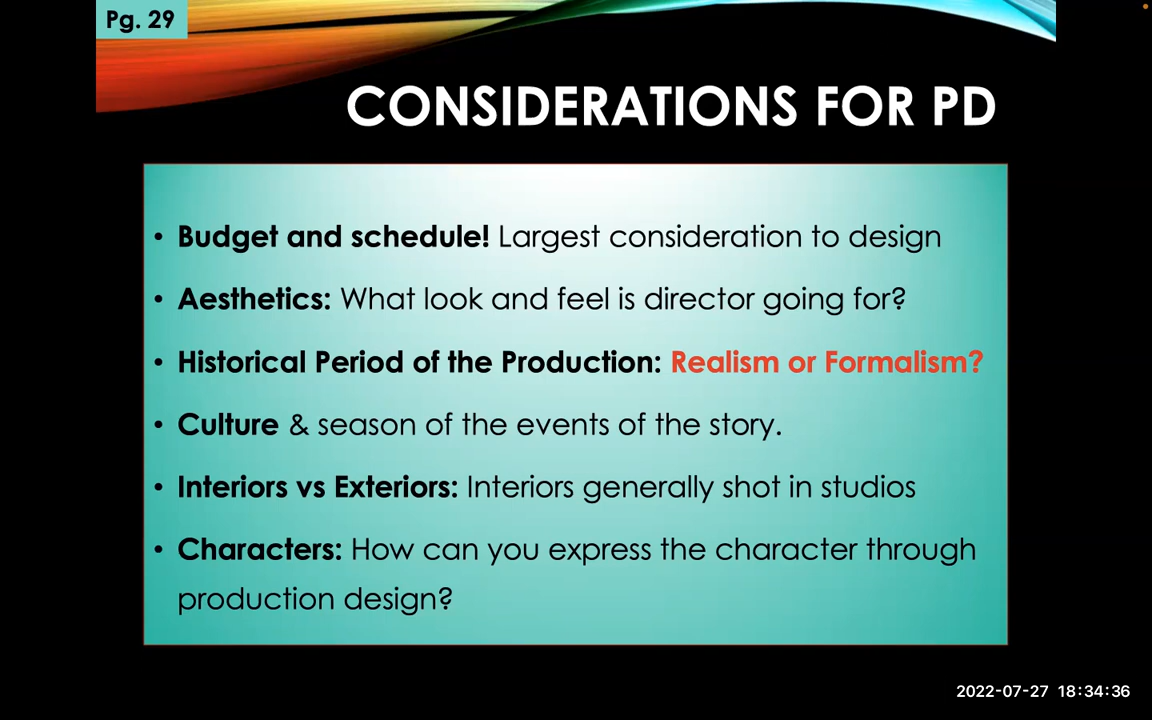 Pg. 29
CONSIDERATIONS FOR PD
• Budget and schedule! Largest consideration to design
• Aesthetics: What look and feel is director going for?
• Historical Period of the Production: Realism or Formalism?
• Culture & season of the events of the story.
• Interiors vs Exteriors: Interiors generally shot in studios
• Characters: How can you express the character through
production design?
2022-07-27 18:34:36